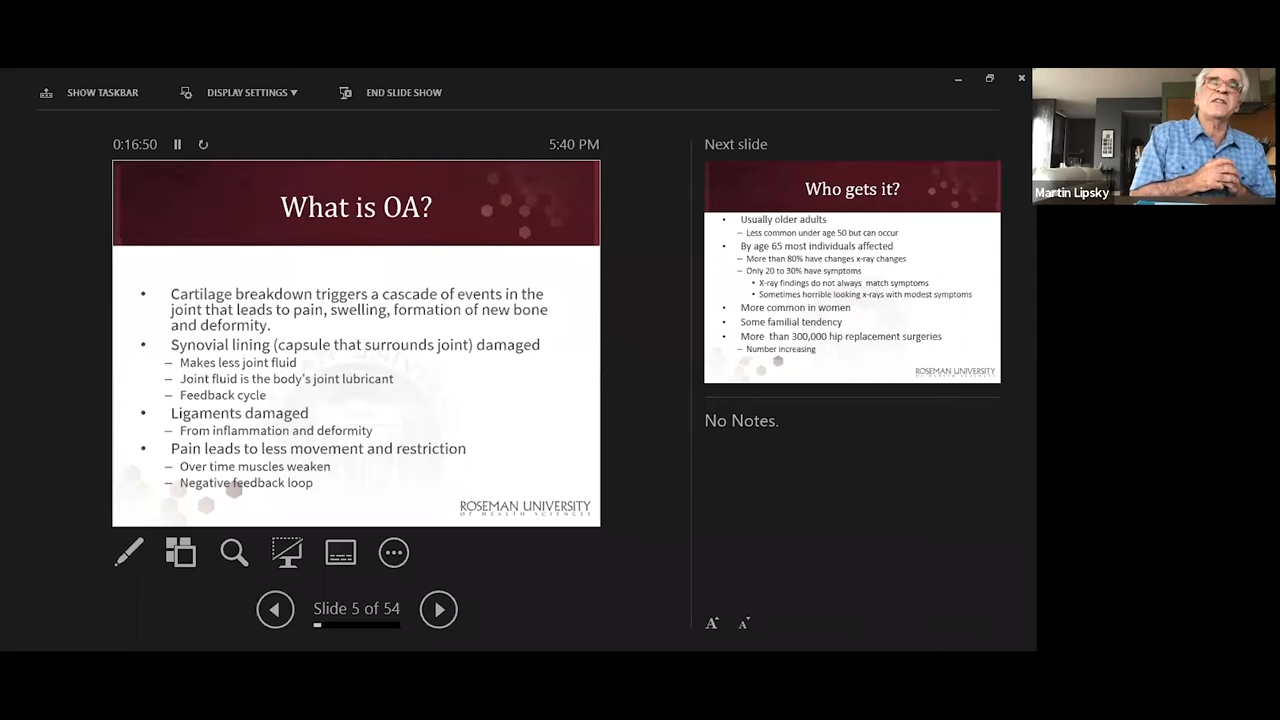 SHOW TASKBAR
DISPLAY SETTINGS ▼
END SLIDE SHOW
0:16:50
5:40 PM
What is OA?
• Cartilage breakdown triggers a cascade of events in the
joint that leads to pain, swelling, formation of new bone
and deformity.
• Synovial lining (capsule that surrounds joint) damaged
– Makes less joint fluid
– Joint fluid is the body's joint lubricant
– Feedback cycle
• Ligaments damaged
– From inflammation and deformity
• Pain leads to less movement and restriction
– Over time muscles weaken
– Negative feedback loop
ROSEMAN UNIVERSITY
OF HEALTH SCIENCES
Slide 5 of 54
Next slide
Who gets it?
• Usually older adults
– Less common under age 50 but can occur
• By age 65 most individuals affected
– More than 80% have changes x-ray changes
– Only 20 to 30% have symptoms
• X-ray findings do not always match symptoms
• Sometimes horrible looking x-rays with modest symptoms
• More common in women
• Some familial tendency
• More than 300,000 hip replacement surgeries
– Number increasing
ROSEMAN UNIVERSITY
OF HEALTH SCIENCES
No Notes.
A A
Martin Lipsky